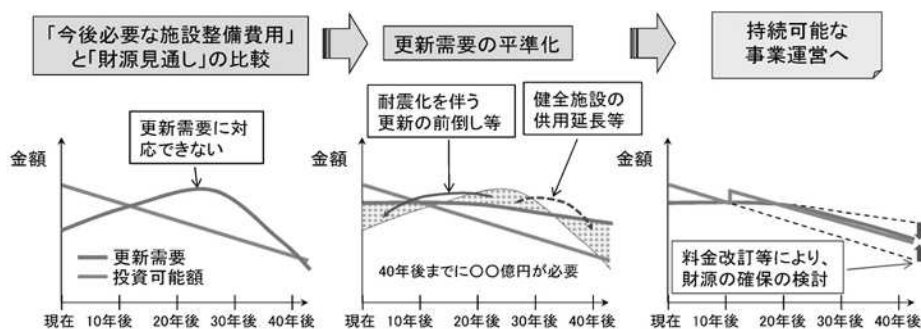 「今後必要な施設整備費用」
と「財源見通し」の比較
更新需要の平準化
持続可能な
事業運営へ
更新需要に対
応できない
金額
更新需要
投資可能額
現在 10年後 20年後 30年後 40年後
耐震化を伴う
更新の前倒し等
健全施設の
供用延長等
金額
40年後までに〇〇億円が必要
現在 10年後 20年後 30年後 40年後
金額
料金改訂等により、
財源の確保の検討
現在 10年後 20年後 30年後 40年後